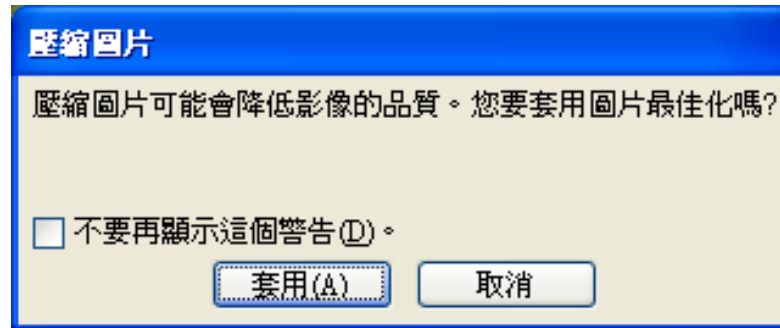 壓縮圖片
壓縮圖片可能會降低影像的品質。您要套用圖片最佳化嗎?
不要再顯示這個警告(D)。
套用(A) 取消